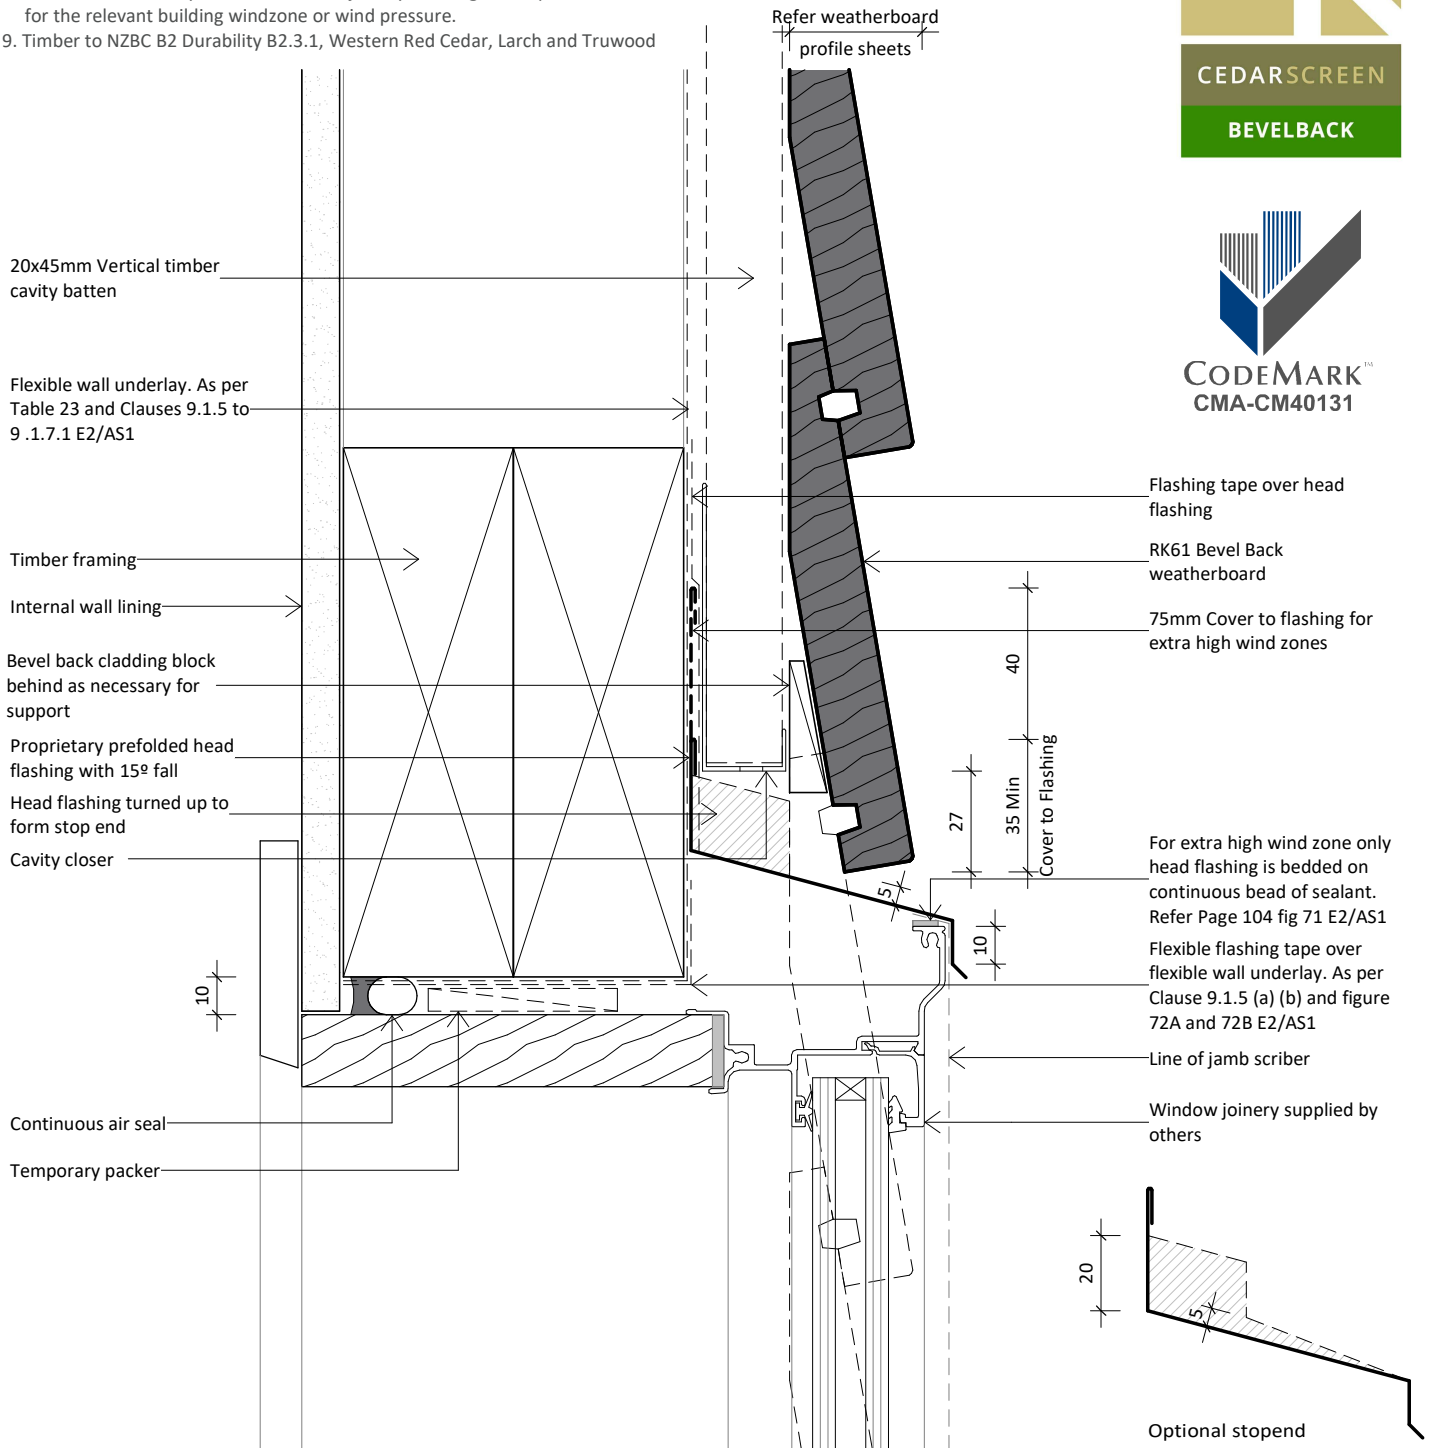 for the relevant building windzone or wind pressure.
9. Timber to NZBC B2 Durability B2.3.1, Western Red Cedar, Larch and Truwood
Refer weatherboard
profile sheets
CEDARSCREEN
BEVELBACK
CODEMARK™
CMA-CM40131
20x45mm Vertical timber
cavity batten
Flexible wall underlay. As per
Table 23 and Clauses 9.1.5 to
9 .1.7.1 E2/AS1
Timber framing
Internal wall lining
Bevel back cladding block
behind as necessary for
support
Proprietary prefolded head
flashing with 15º fall
Head flashing turned up to
form stop end
Cavity closer
10
Continuous air seal
Temporary packer
Flashing tape over head
flashing
RK61 Bevel Back
weatherboard
75mm Cover to flashing for
extra high wind zones
40
35 Min
Cover to Flashing
27
5
10
For extra high wind zone only
head flashing is bedded on
continuous bead of sealant.
Refer Page 104 fig 71 E2/AS1
Flexible flashing tape over
flexible wall underlay. As per
Clause 9.1.5 (a) (b) and figure
72A and 72B E2/AS1
Line of jamb scriber
Window joinery supplied by
others
20
5
Optional stopend